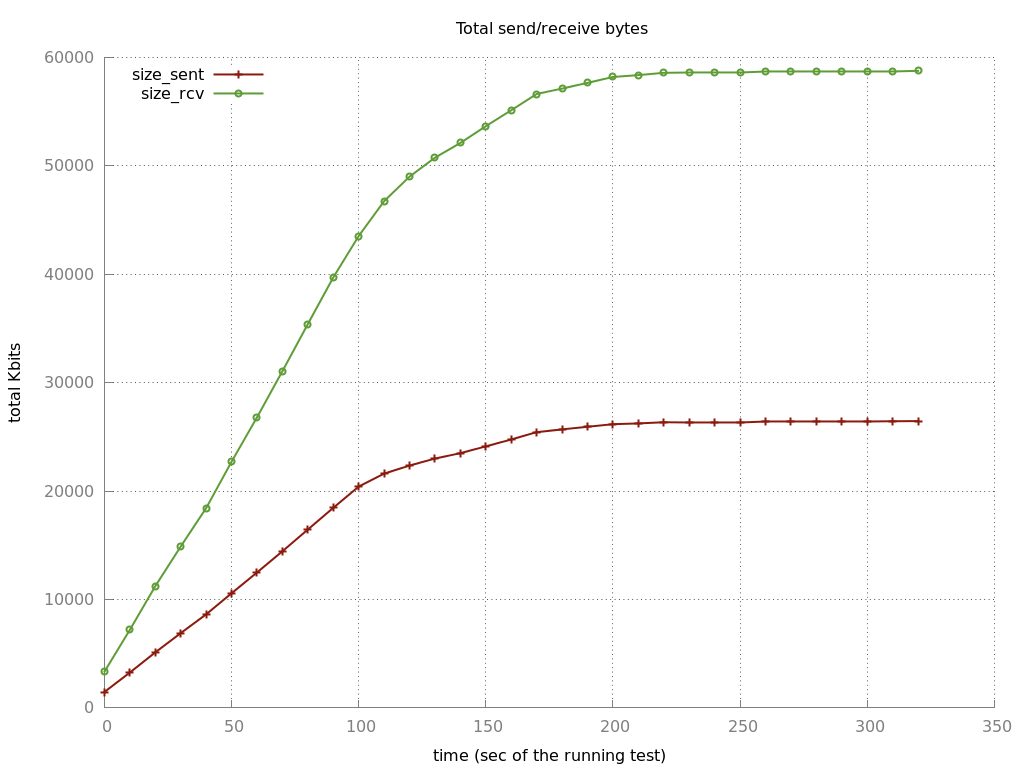 Total send/receive bytes
60000
50000
40000
30000
20000
10000
0
size_sent
size_rcv
total Kbits
0 50 100 150 200 250 300 350
time (sec of the running test)